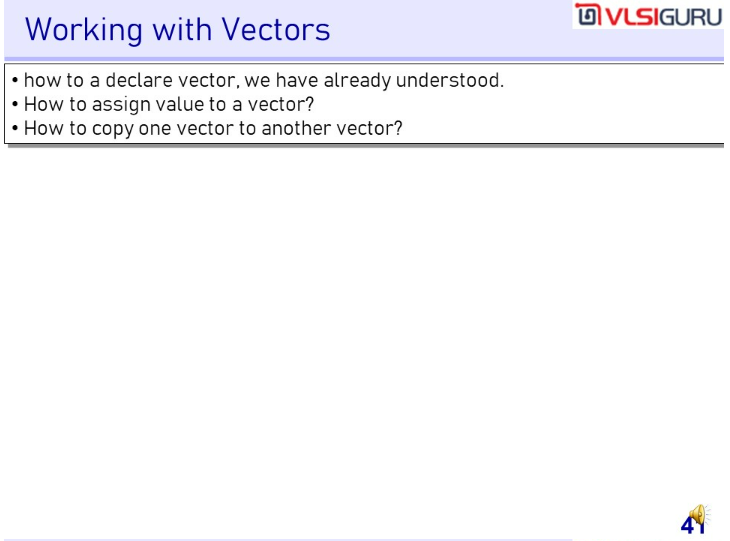 Working with Vectors
VLSIGURU
• how to a declare vector, we have already understood.
• How to assign value to a vector?
• How to copy one vector to another vector?
41